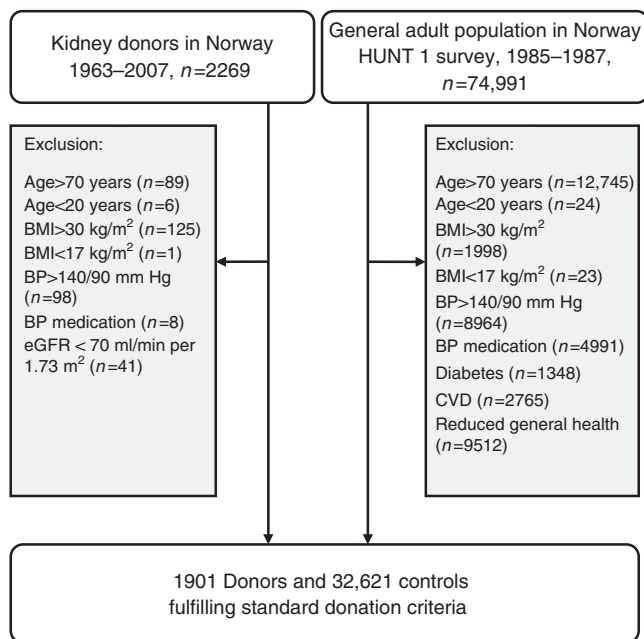 Kidney donors in Norway
1963–2007, n=2269
General adult population in Norway
HUNT 1 survey, 1985–1987,
n=74,991
Exclusion:
Age>70 years (n=89)
Age<20 years (n=6)
BMI>30 kg/m² (n=125)
BMI<17 kg/m² (n=1)
BP>140/90 mm Hg
(n=98)
BP medication (n=8)
eGFR < 70 ml/min per
1.73 m² (n=41)
Exclusion:
Age>70 years (n=12,745)
Age<20 years (n=24)
BMI>30 kg/m²
(n=1998)
BMI<17 kg/m² (n=23)
BP>140/90 mm Hg
(n=8964)
BP medication (n=4991)
Diabetes (n=1348)
CVD (n=2765)
Reduced general health
(n=9512)
1901 Donors and 32,621 controls
fulfilling standard donation criteria